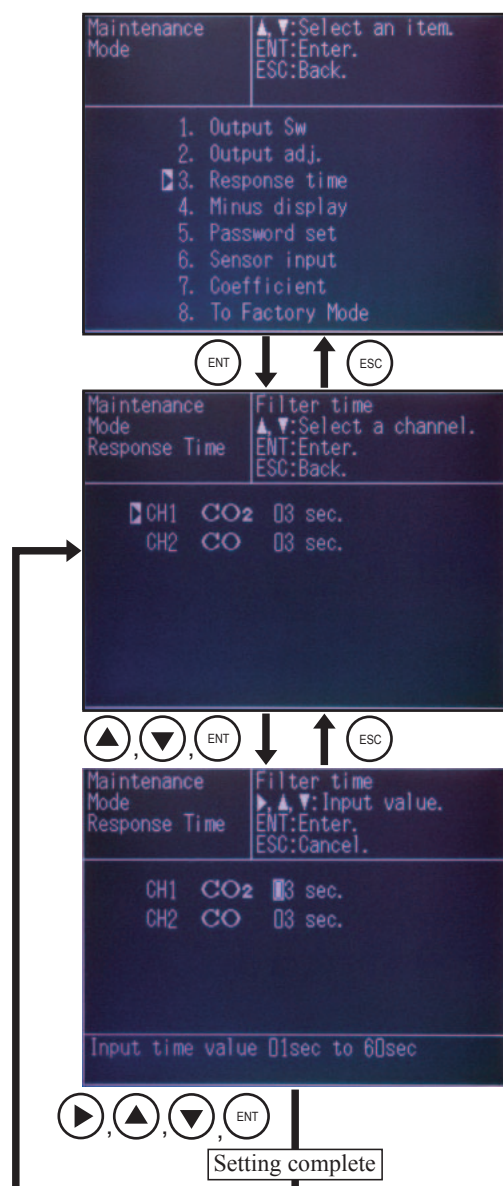 Maintenance Mode
▲,▼:Select an item.
ENT:Enter.
ESC:Back.
1. Output Sw
2. Output adj.
3. Response time
4. Minus display
5. Password set
6. Sensor input
7. Coefficient
8. To Factory Mode
ENT
ESC
Maintenance Mode Response Time
Filter time
▲,▼:Select a channel.
ENT:Enter.
ESC:Back.
CH1 CO2 03 sec.
CH2 CO 03 sec.
▲,▼,ENT
ESC
Maintenance Mode Response Time
Filter time
▶,▲,▼:Input value.
ENT:Enter.
ESC:Cancel.
CH1 CO2 03 sec.
CH2 CO 03 sec.
Input time value 01sec to 60sec
▶,▲,▼,ENT
Setting complete